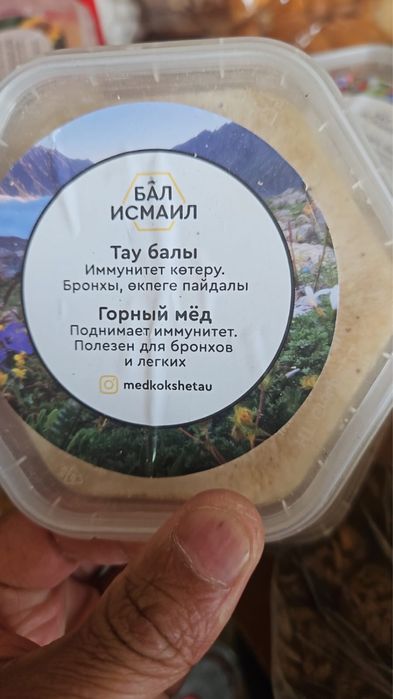 БАЛ
ИСМАИЛ
Тау балы
Иммунитет көтеру.
Бронхы, өкпеге пайдалы
Горный мёд
Поднимает иммунитет.
Полезен для бронхов
и легких
medkokshetau